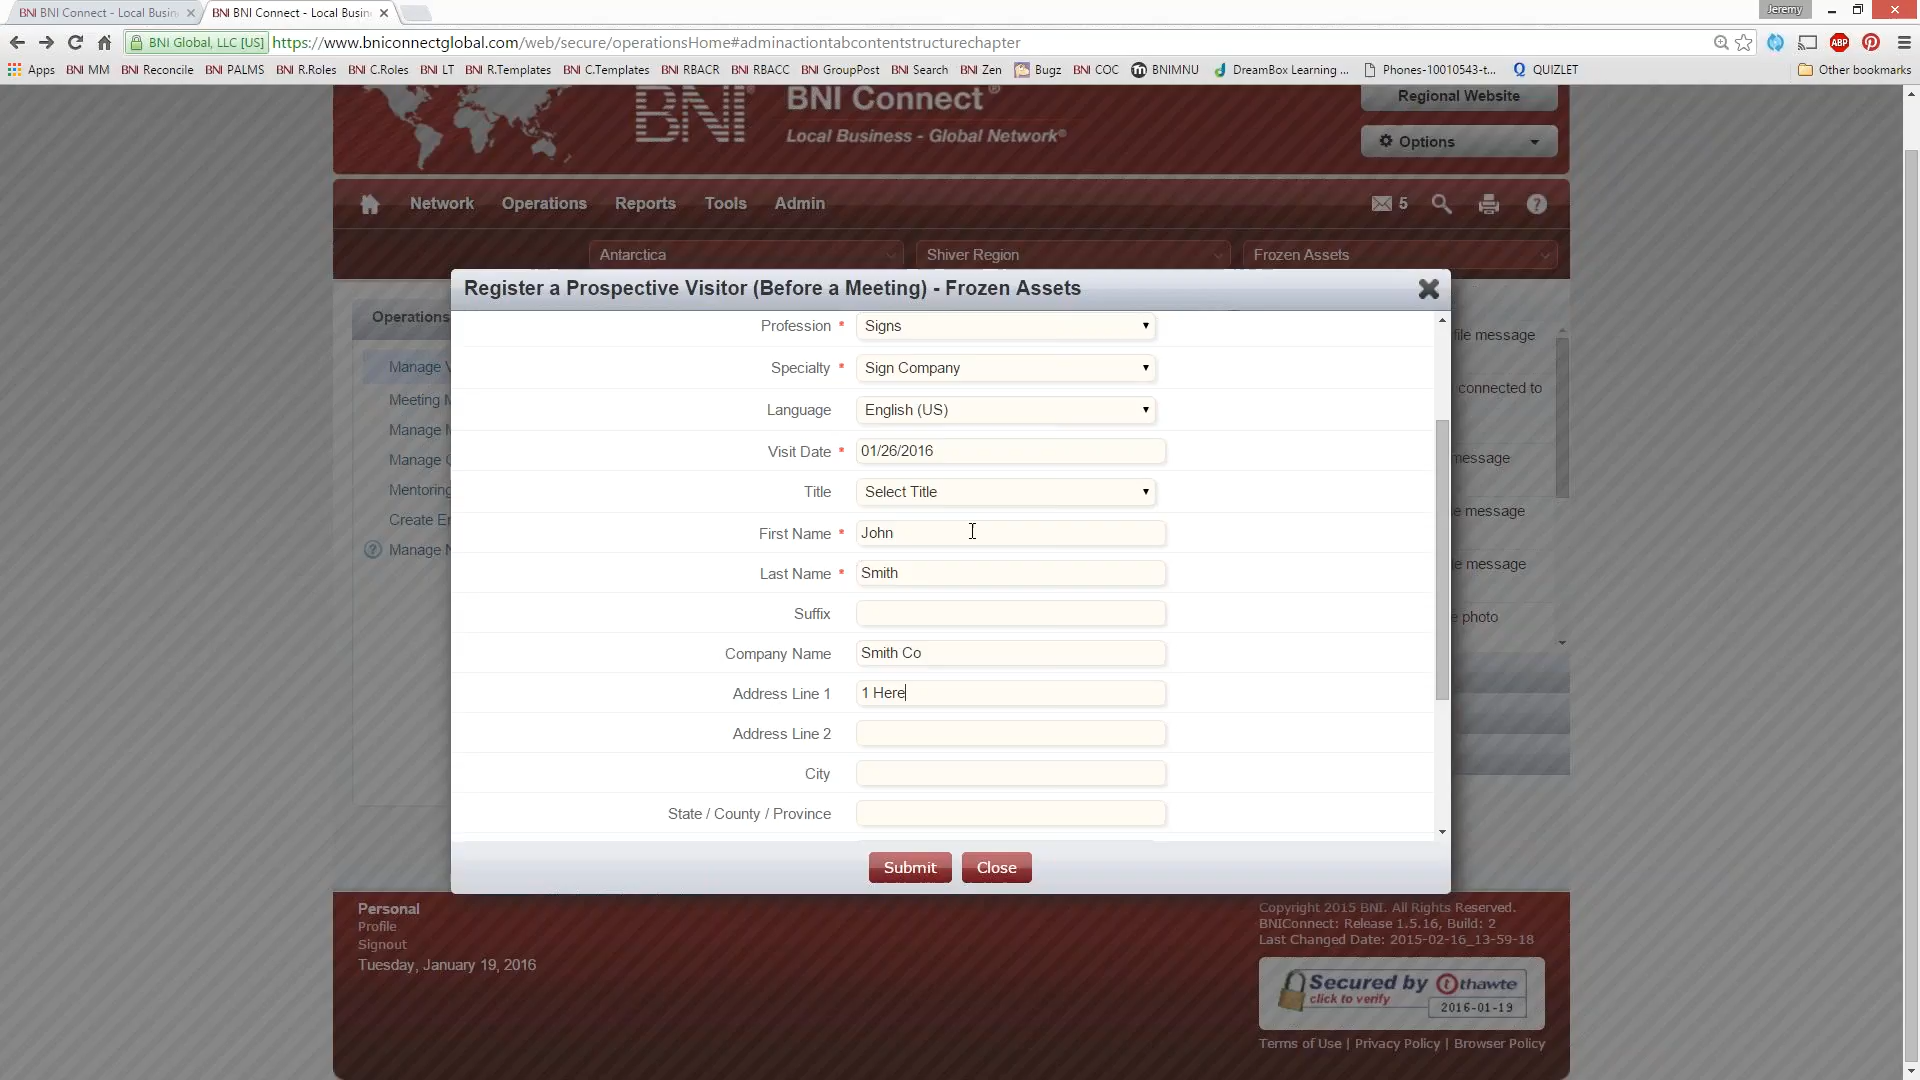 BNI BNI Connect - Local Busin
BNI BNI Connect - Local Busin
Jeremy
BNI Global, LLC [US]
https://www.bniconnectglobal.com/web/secure/operationsHome#adminactiontabcontentstructurechapter
ABP
Apps
BNI MM
BNI Reconcile
BNI PALMS
BNI R.Roles
BNI C.Roles
BNI LT
BNI R.Templates
BNI C.Templates
BNI RBACR
BNI RBACC
BNI GroupPost
BNI Search
BNI Zen
Bugz
BNI COC
BNIMNU
DreamBox Learning ...
Phones-10010543-t...
QUIZLET
Other bookmarks
BNI®
BNI Connect®
Local Business - Global Network®
Regional Website
Options
Network
Operations
Reports
Tools
Admin
5
Antarctica
Shiver Region
Frozen Assets
Register a Prospective Visitor (Before a Meeting) - Frozen Assets
Operations
Manage V
Meeting M
Manage M
Manage
Mentoring
Create E
Manage N
Profession * Signs
Specialty * Sign Company
Language English (US)
Visit Date * 01/26/2016
Title Select Title
First Name * John
Last Name * Smith
Suffix
Company Name Smith Co
Address Line 1 1 Here
Address Line 2
City
State / County / Province
Submit
Close
file message
connected to
message
e message
e message
e photo
Personal
Profile
Signout
Tuesday, January 19, 2016
Copyright 2015 BNI. All Rights Reserved.
BNIConnect: Release 1.5.16, Build: 2
Last Changed Date: 2015-02-16_13-59-18
Secured by thawte
click to verify
2016-01-19
Terms of Use | Privacy Policy | Browser Policy